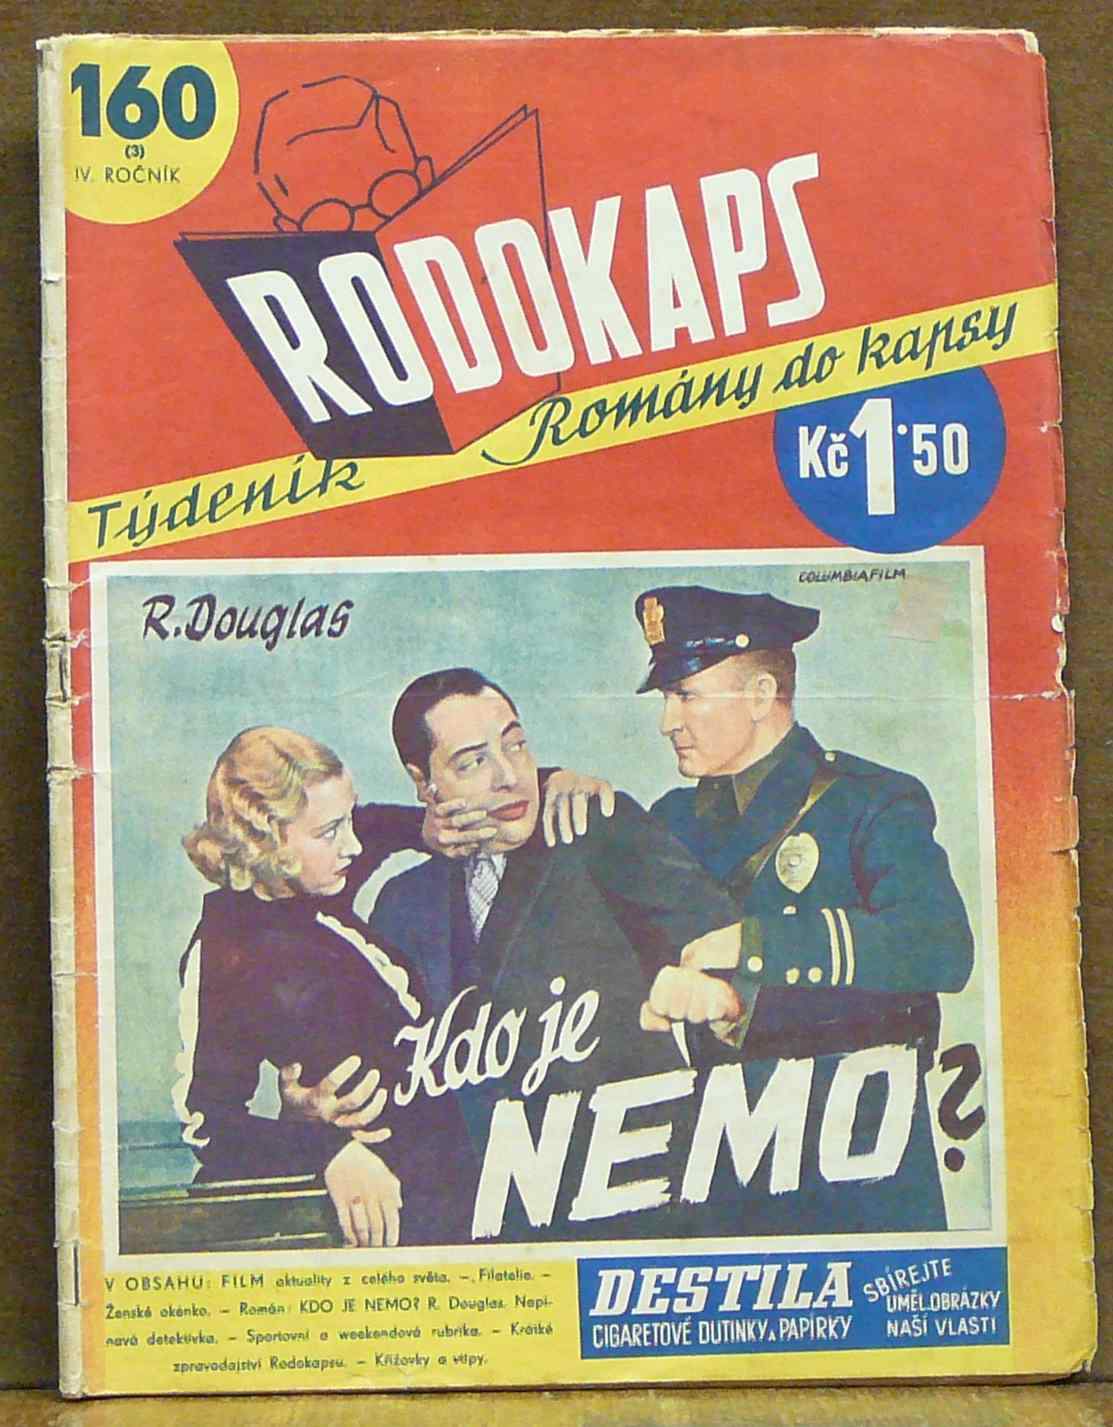 160
(3)
IV. ROČNÍK
RODOKAPS
Týdeník Romány do kapsy
Kč 1·50
COLUMBIAFILM
R.Douglas
Kdo je
NEMO?
V OBSAHU: FILM aktuality z celého světa. –. Filatelie. –
Ženské okénko. – Román: KDO JE NEMO? R. Douglas. Napí-
navá detektivka. – Sportovní a weekendová rubrika. – Krátké
zpravodajství Rodokapsu. – Křížovky a vtipy.
DESTILA
CIGARETOVÉ DUTINKY A PAPÍRKY
SBÍREJTE
UMĚL.OBRÁZKY
NAŠÍ VLASTI